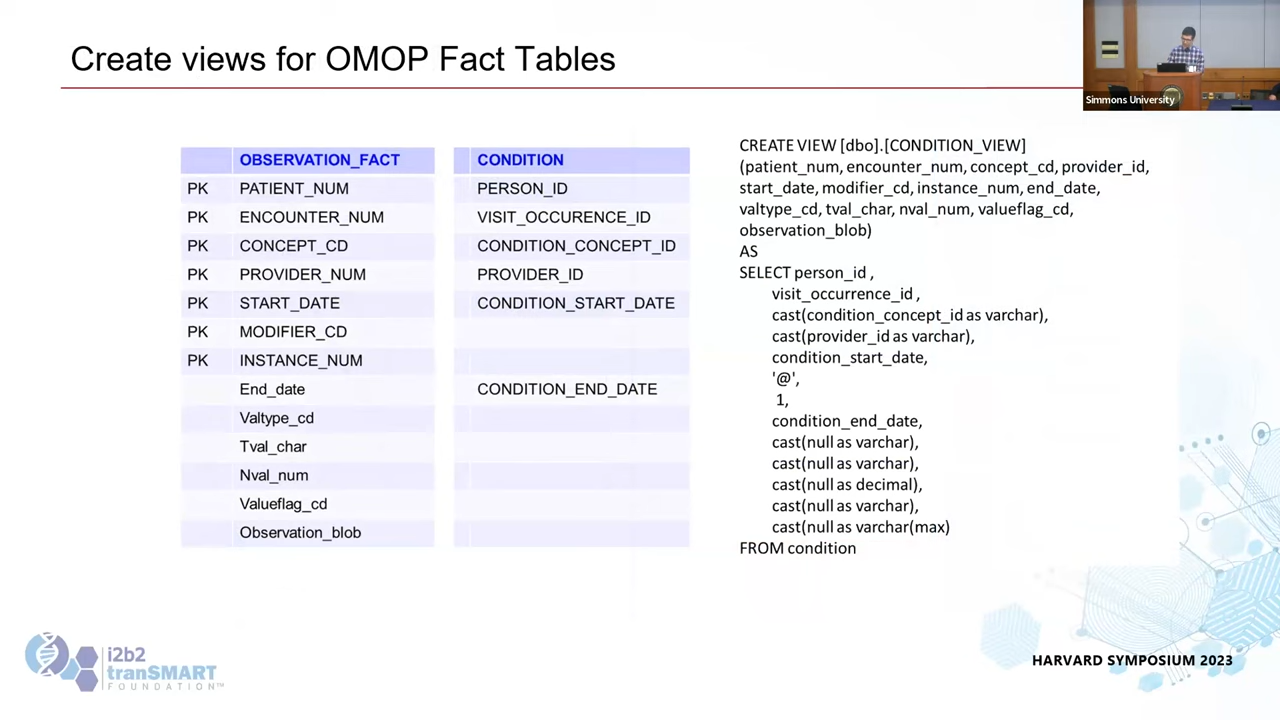 Create views for OMOP Fact Tables
Simmons University
OBSERVATION_FACT CONDITION
PK PATIENT_NUM PERSON_ID
PK ENCOUNTER_NUM VISIT_OCCURENCE_ID
PK CONCEPT_CD CONDITION_CONCEPT_ID
PK PROVIDER_NUM PROVIDER_ID
PK START_DATE CONDITION_START_DATE
PK MODIFIER_CD
PK INSTANCE_NUM
End_date CONDITION_END_DATE
Valtype_cd
Tval_char
Nval_num
Valueflag_cd
Observation_blob
CREATE VIEW [dbo].[CONDITION_VIEW]
(patient_num, encounter_num, concept_cd, provider_id,
start_date, modifier_cd, instance_num, end_date,
valtype_cd, tval_char, nval_num, valueflag_cd,
observation_blob)
AS
SELECT person_id ,
visit_occurrence_id ,
cast(condition_concept_id as varchar),
cast(provider_id as varchar),
condition_start_date,
'@',
1,
condition_end_date,
cast(null as varchar),
cast(null as varchar),
cast(null as decimal),
cast(null as varchar),
cast(null as varchar(max)
FROM condition
i2b2
tranSMART
FOUNDATION™
HARVARD SYMPOSIUM 2023